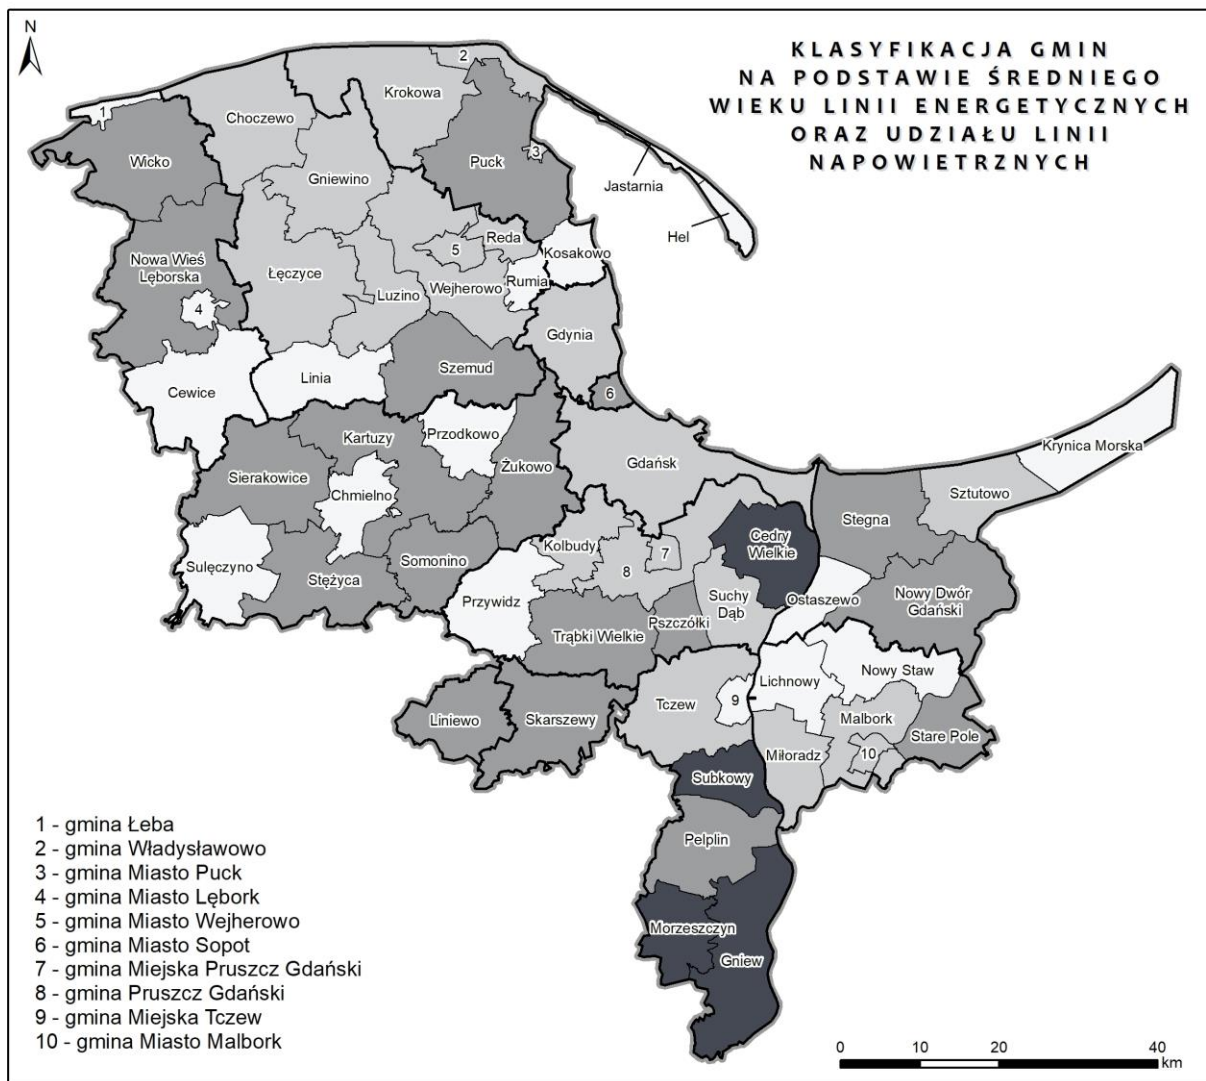 N
KLASYFIKACJA GMIN
NA PODSTAWIE ŚREDNIEGO
WIEKU LINII ENERGETYCZNYCH
ORAZ UDZIAŁU LINII
NAPOWIETRZNYCH
2
Krokowa
1
Choczewo
Wicko
Puck
3
Gniewino
Jastarnia
Hel
Reda
5
Kosakowo
Nowa Wieś
Lęborska
Łęczyce
Rumia
Luzino
Wejherowo
4
Gdynia
Szemud
Linia
Cewice
6
Kartuzy
Przodkowo
Krynica Morska
Gdańsk
Żukowo
Sierakowice
Chmielno
Sztutowo
Stegna
Cedry
Wielkie
Kolbudy
7
Somonino
Sulęczyno
8
Stężyca
Suchy
Dąb
Nowy Dwór
Gdański
Przywidz
Ostaszewo
Pszczółki
Trąbki Wielkie
Nowy Staw
Lichnowy
9
Tczew
Liniewo
Skarszewy
Malbork
Stare Pole
Miłoradz
10
Subkowy
Pelplin
Morzeszczyn
Gniew
1 - gmina Łeba
2 - gmina Władysławowo
3 - gmina Miasto Puck
4 - gmina Miasto Lębork
5 - gmina Miasto Wejherowo
6 - gmina Miasto Sopot
7 - gmina Miejska Pruszcz Gdański
8 - gmina Pruszcz Gdański
9 - gmina Miejska Tczew
10 - gmina Miasto Malbork
0 10 20 40
km